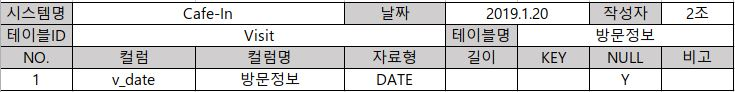 시스템명 Cafe-In 날짜 2019.1.20 작성자 2조
테이블ID Visit 테이블명 방문정보
NO. 컬럼 컬럼명 자료형 길이 KEY NULL 비고
1 v_date 방문정보 DATE Y